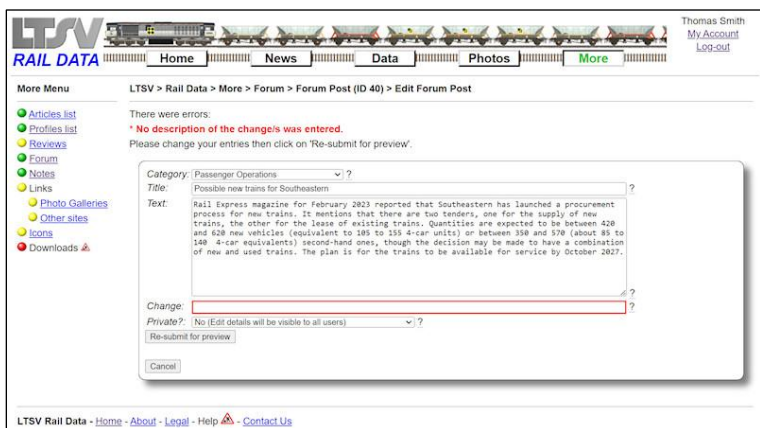 LTSV
RAIL DATA
Home
News
Data
Photos
More
Thomas Smith
My Account
Log-out
More Menu
Articles list
Profiles list
Reviews
Forum
Notes
Links
Photo Galleries
Other sites
Icons
Downloads
LTSV > Rail Data > More > Forum > Forum Post (ID 40) > Edit Forum Post
There were errors:
* No description of the change/s was entered.
Please change your entries then click on 'Re-submit for preview'.
Category: Passenger Operations ?
Title: Possible new trains for Southeastern ?
Text: Rail Express magazine for February 2023 reported that Southeastern has launched a procurement
process for new trains. It mentions that there are two tenders, one for the supply of new
trains, the other for the lease of existing trains. Quantities are expected to be between 420
and 620 new vehicles (equivalent to 105 to 155 4-car units) or between 350 and 570 (about 85 to
140 4-car equivalents) second-hand ones, though the decision may be made to have a combination
of new and used trains. The plan is for the trains to be available for service by October 2027.
?
Change: ?
Private?: No (Edit details will be visible to all users) ?
Re-submit for preview
Cancel
LTSV Rail Data - Home - About - Legal - Help - Contact Us